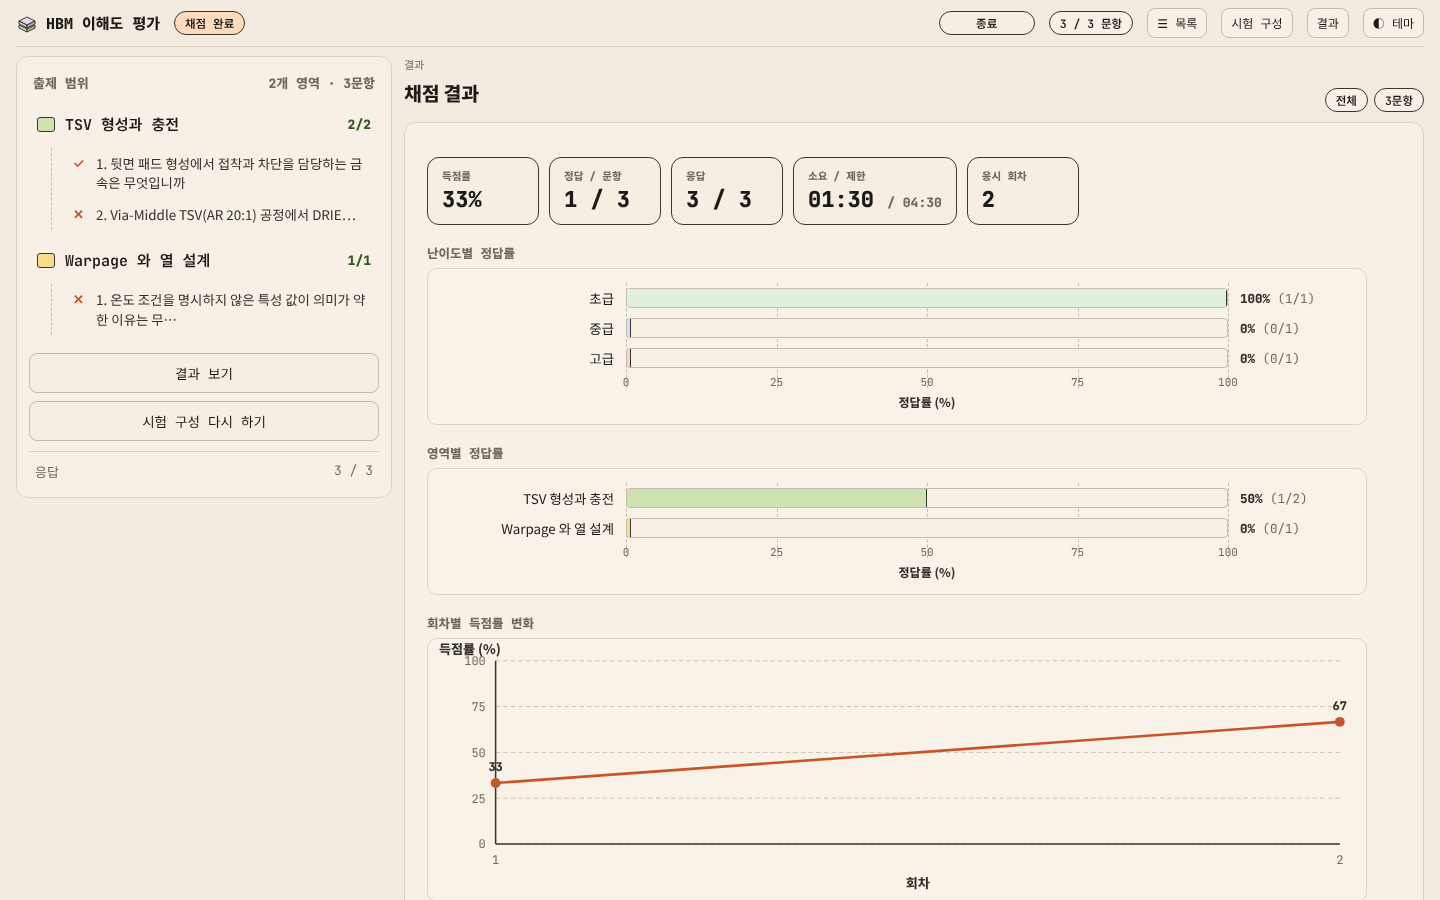 HBM 이해도 평가
채점 완료
종료
3 / 3 문항
☰ 목록
시험 구성
결과
◐ 테마
출제 범위
2개 영역 · 3문항
TSV 형성과 충전
2/2
1. 뒷면 패드 형성에서 접착과 차단을 담당하는 금
속은 무엇입니까
2. Via-Middle TSV(AR 20:1) 공정에서 DRIE…
Warpage 와 열 설계
1/1
1. 온도 조건을 명시하지 않은 특성 값이 의미가 약
한 이유는 무…
결과 보기
시험 구성 다시 하기
응답
3 / 3
결과
채점 결과
전체
3문항
득점률
33%
정답 / 문항
1 / 3
응답
3 / 3
소요 / 제한
01:30 / 04:30
응시 회차
2
난이도별 정답률
초급
100% (1/1)
중급
0% (0/1)
고급
0% (0/1)
0 25 50 75 100
정답률 (%)
영역별 정답률
TSV 형성과 충전
50% (1/2)
Warpage 와 열 설계
0% (0/1)
0 25 50 75 100
정답률 (%)
회차별 득점률 변화
득점률 (%)
100
75
67
50
33
25
0
1 2
회차